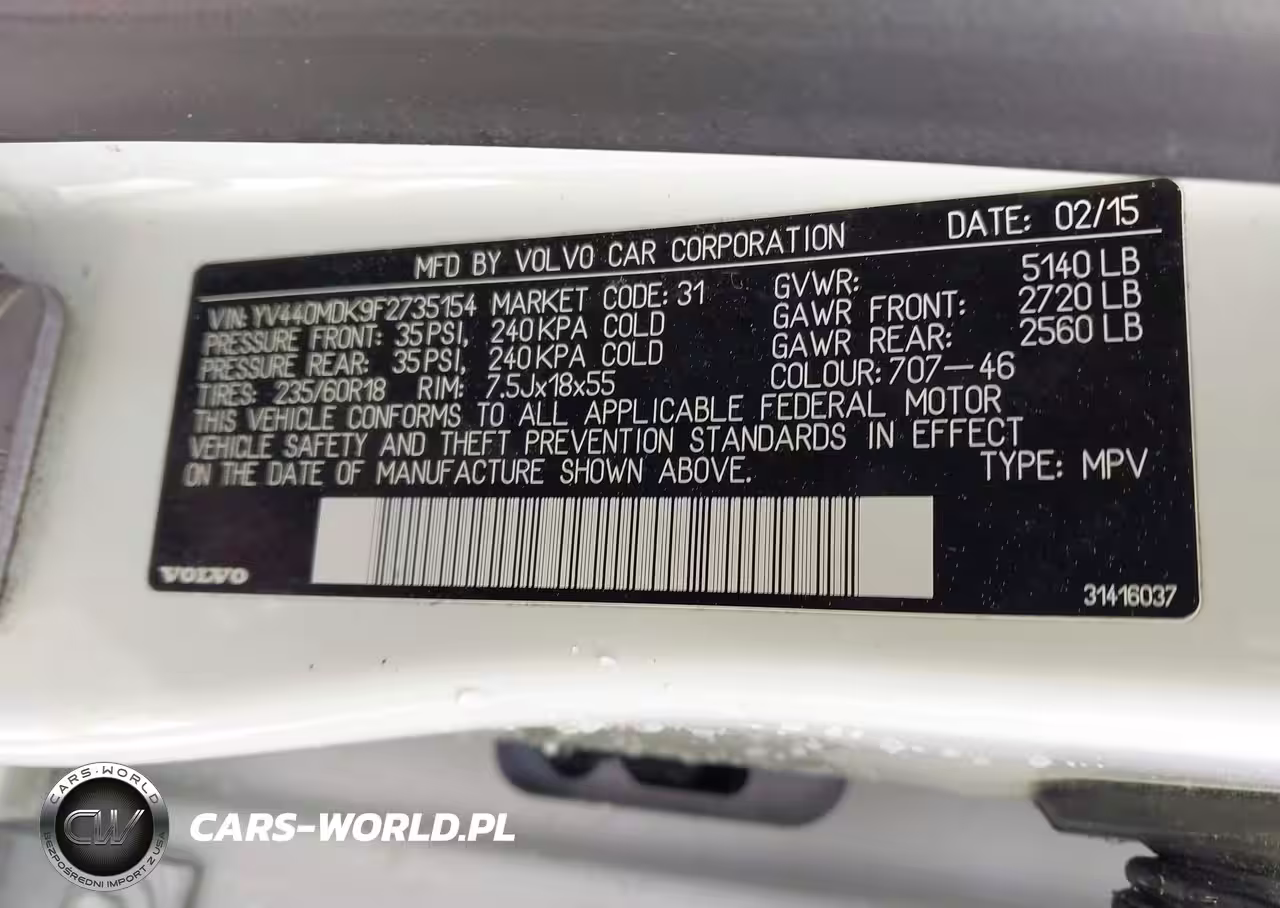 MFD BY VOLVO CAR CORPORATION DATE: 02/15
VIN: YV440MDK9F2735154 MARKET CODE: 31 GVWR: 5140 LB
PRESSURE FRONT: 35 PSI, 240 KPA COLD GAWR FRONT: 2720 LB
PRESSURE REAR: 35 PSI, 240 KPA COLD GAWR REAR: 2560 LB
TIRES: 235/60R18 RIM: 7.5Jx18x55 COLOUR: 707-46
THIS VEHICLE CONFORMS TO ALL APPLICABLE FEDERAL MOTOR
VEHICLE SAFETY AND THEFT PREVENTION STANDARDS IN EFFECT
ON THE DATE OF MANUFACTURE SHOWN ABOVE. TYPE: MPV
VOLVO
31416037
CARS-WORLD
CW
BEZPOŚREDNI IMPORT Z USA
CARS-WORLD.PL